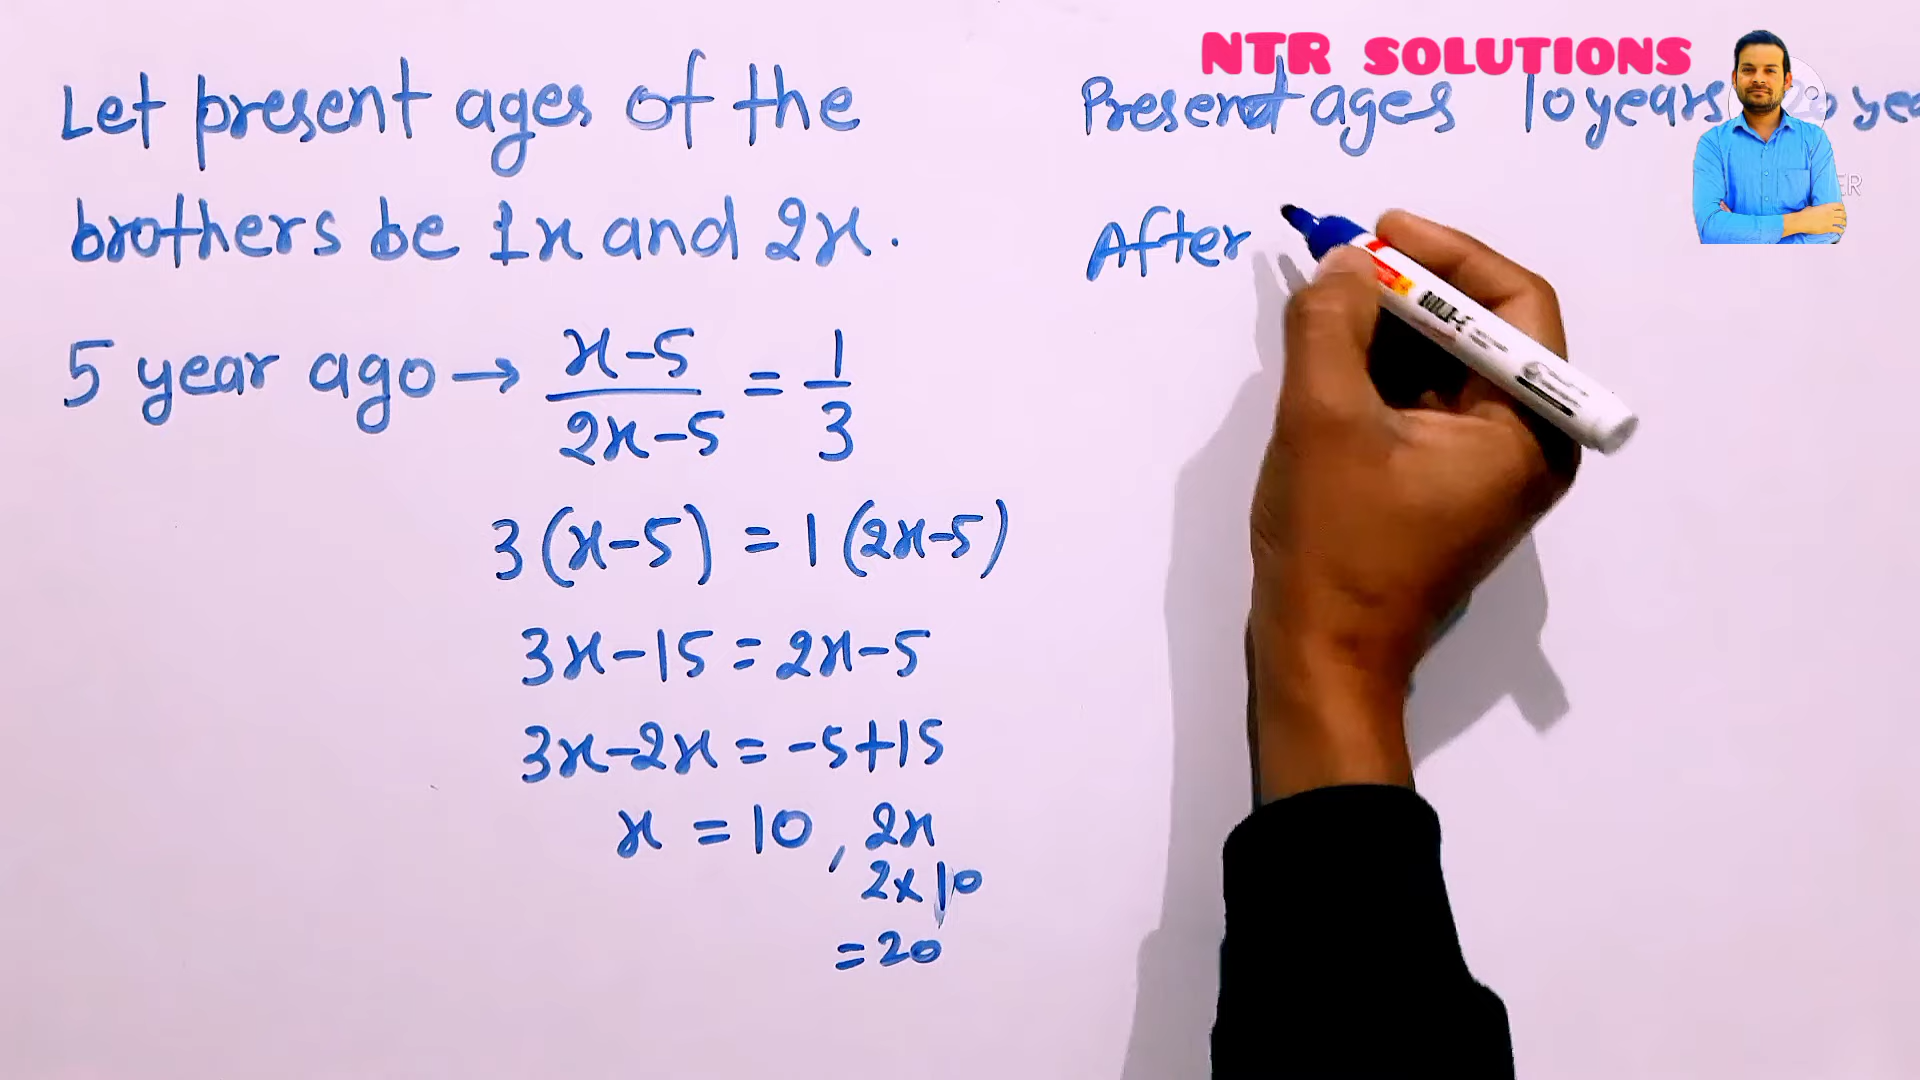 Let present ages of the
brothers be 1x and 2x.
5 year ago → x-5/2x-5 = 1/3
3(x-5) = 1(2x-5)
3x-15 = 2x-5
3x-2x = -5+15
x = 10, 2x
2x10
=20
NTR SOLUTIONS
Present ages 10 years
After